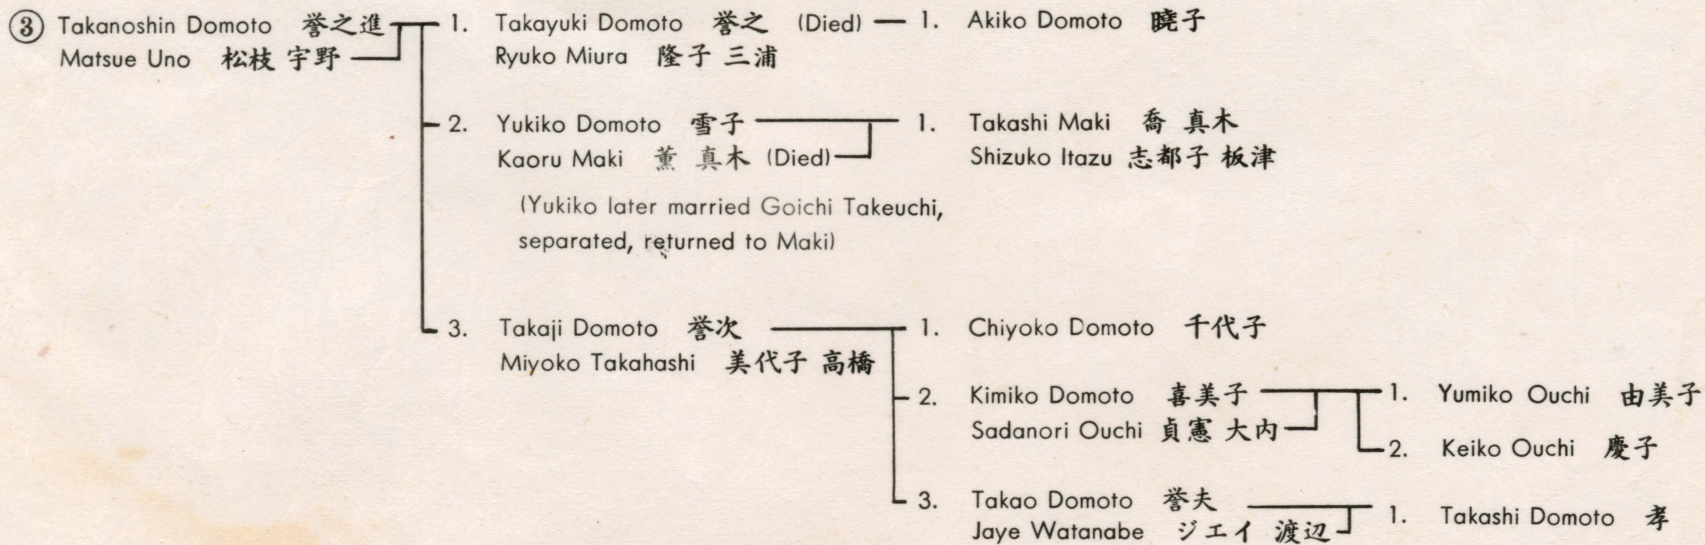 ③ Takanoshin Domoto 誉之進
Matsue Uno 松枝 宇野
1. Takayuki Domoto 誉之 (Died)
Ryuko Miura 隆子 三浦
1. Akiko Domoto 暁子
2. Yukiko Domoto 雪子
Kaoru Maki 薫 真木 (Died)
(Yukiko later married Goichi Takeuchi,
separated, returned to Maki)
1. Takashi Maki 喬 真木
Shizuko Itazu 志都子 板津
3. Takaji Domoto 誉次
Miyoko Takahashi 美代子 高橋
1. Chiyoko Domoto 千代子
2. Kimiko Domoto 喜美子
Sadanori Ouchi 貞憲 大内
1. Yumiko Ouchi 由美子
2. Keiko Ouchi 慶子
3. Takao Domoto 誉夫
Jaye Watanabe ジエイ 渡辺
1. Takashi Domoto 孝